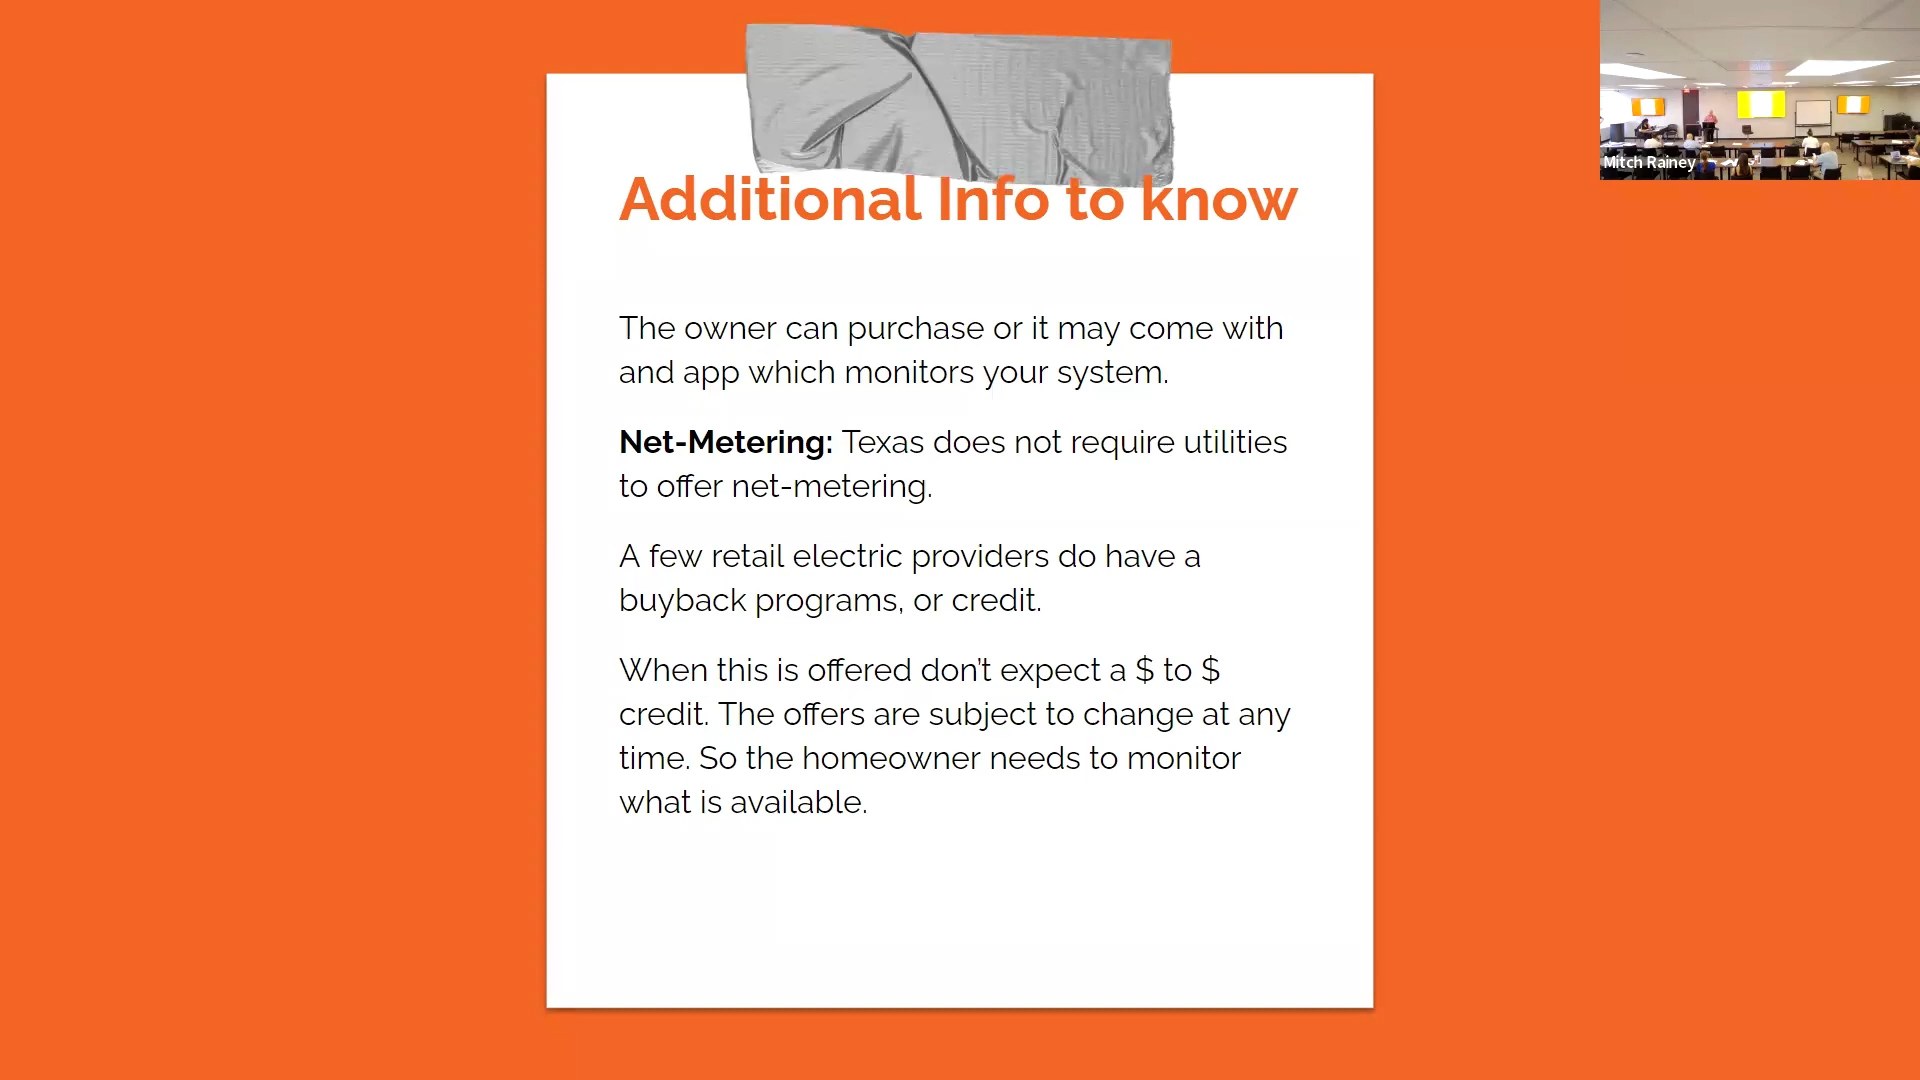 Additional Info to know
The owner can purchase or it may come with
and app which monitors your system.
Net-Metering: Texas does not require utilities
to offer net-metering.
A few retail electric providers do have a
buyback programs, or credit.
When this is offered don’t expect a $ to $
credit. The offers are subject to change at any
time. So the homeowner needs to monitor
what is available.
Mitch Rainey